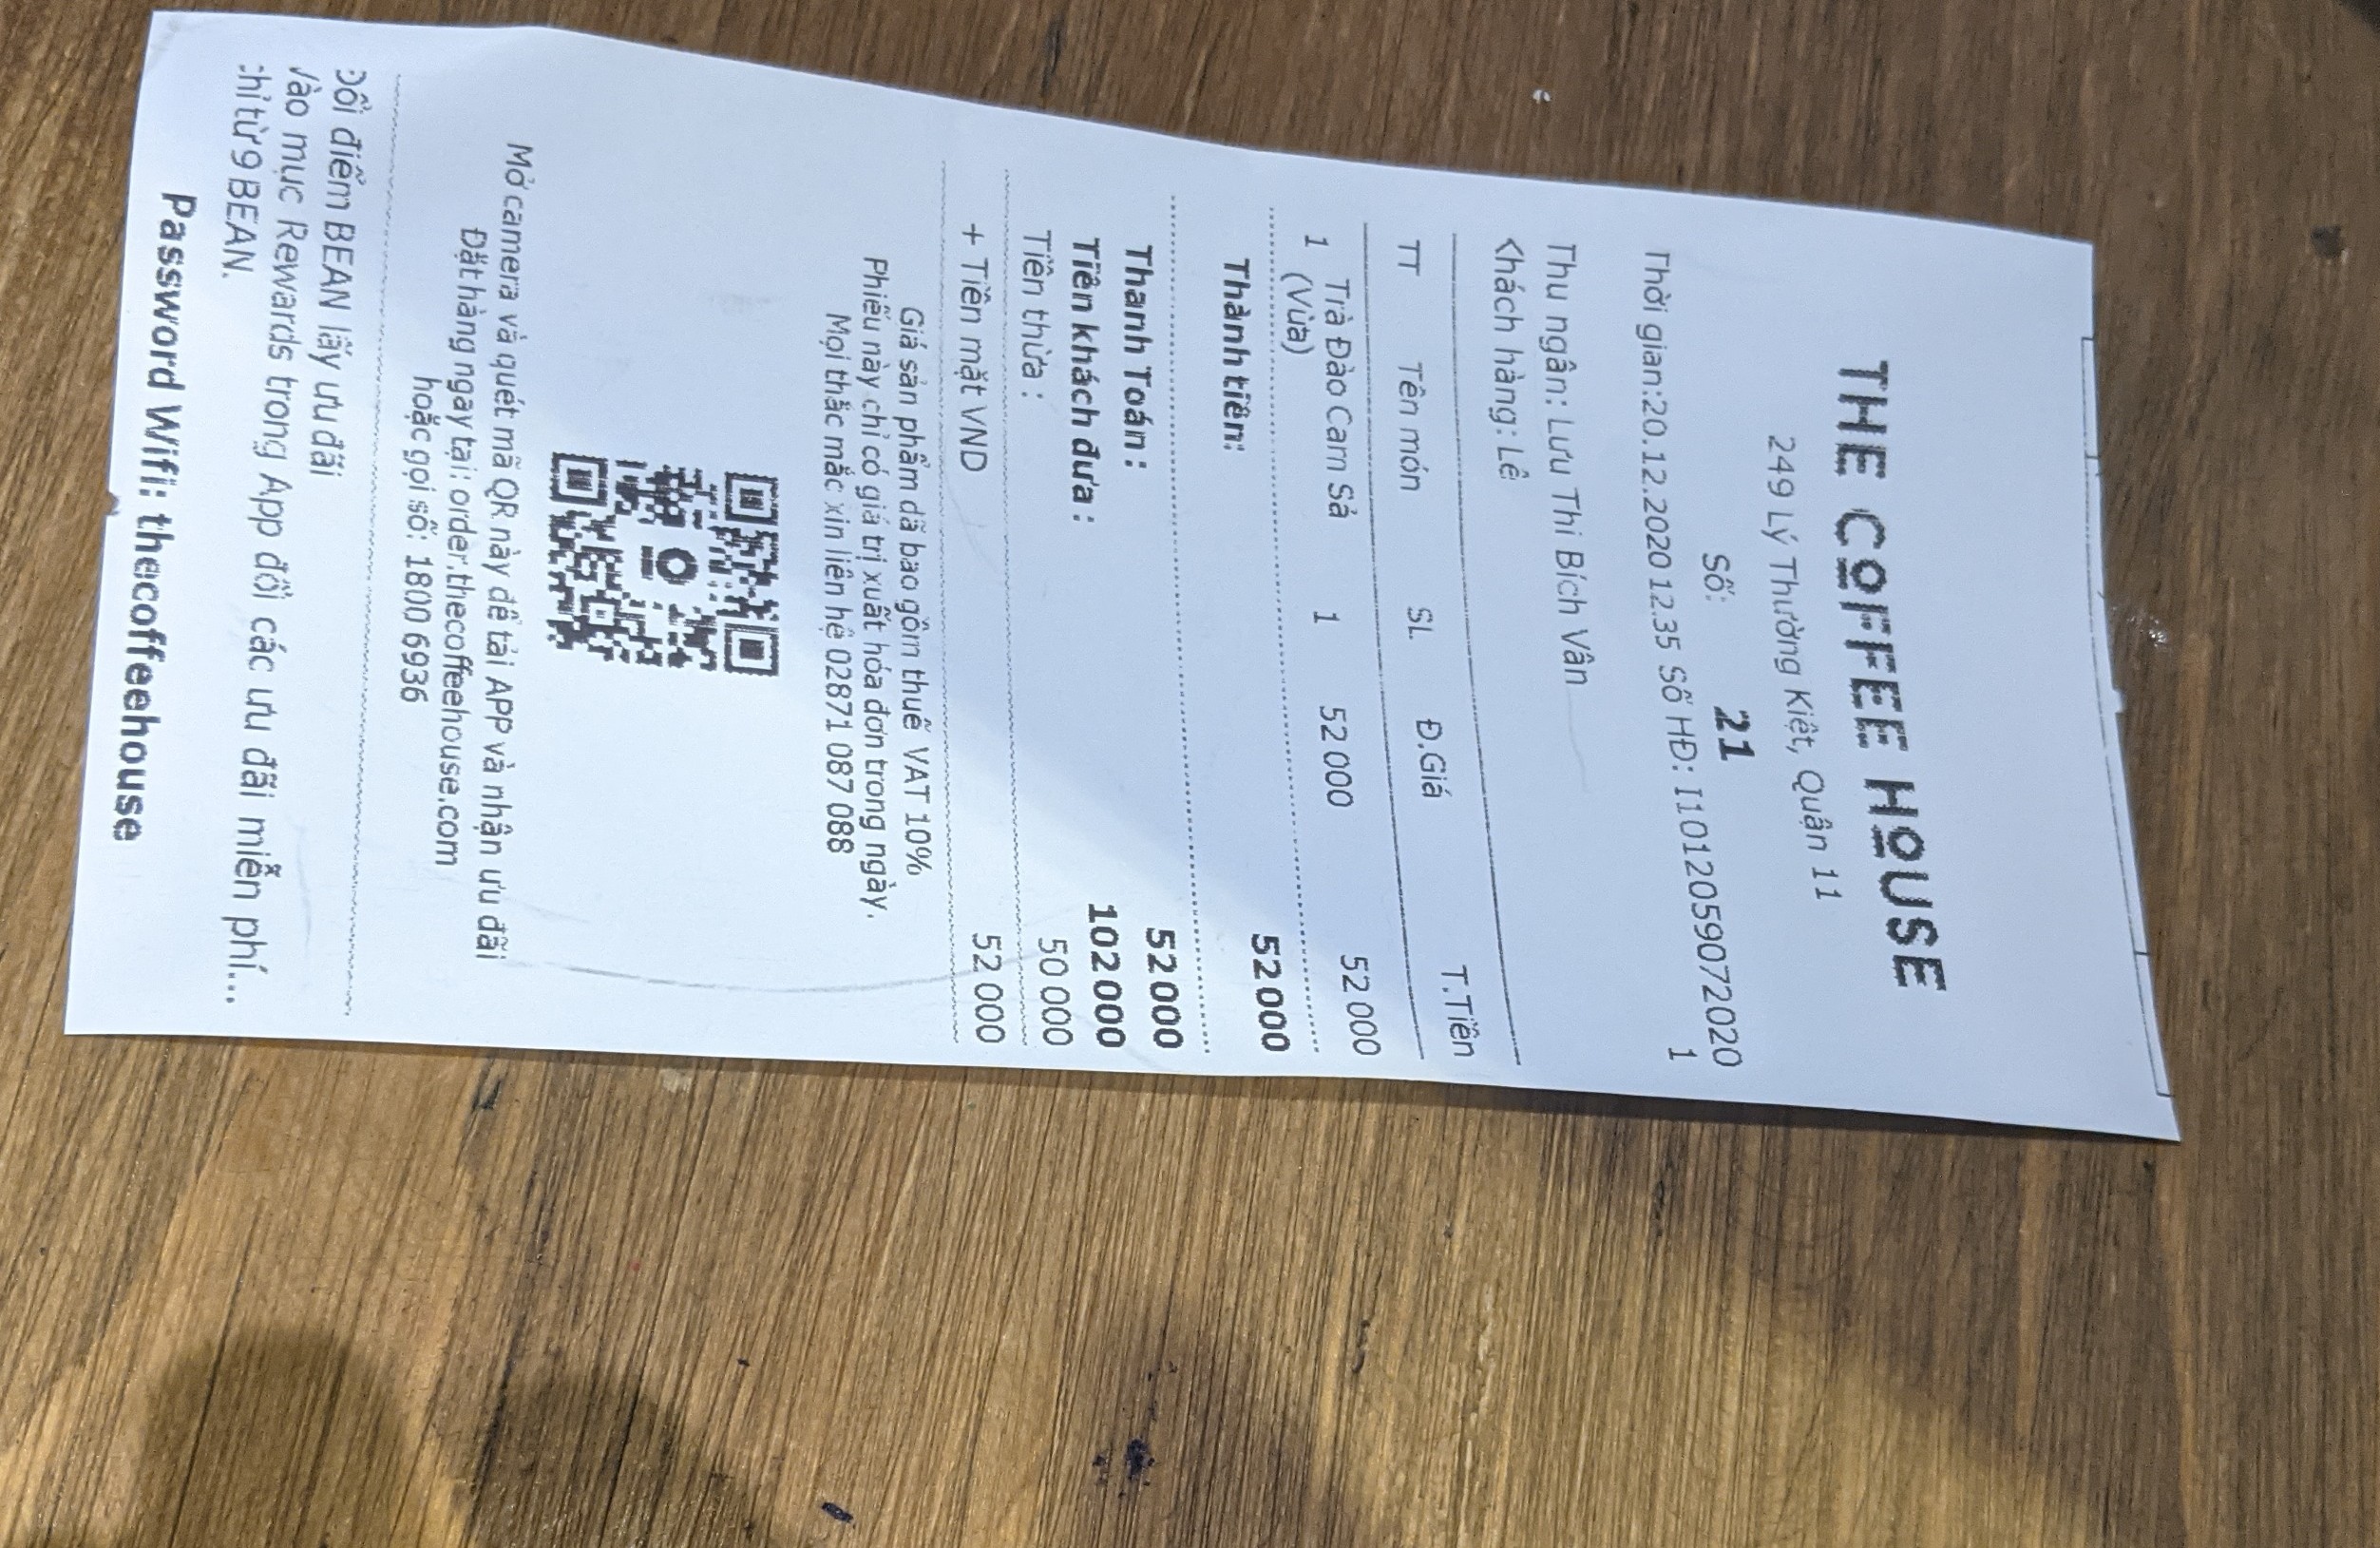 THE COFFEE HOUSE
249 Lý Thường Kiệt, Quận 11
Số: 21
Thời gian:20.12.2020 12.35 Số HĐ: I1012059072020
1
Thu ngân: Lưu Thi Bích Vân
Khách hàng: Lê
TT Tên món SL Đ.Giá T.Tiền
1 Trà Đào Cam Sả 1 52 000 52 000
(Vừa)
Thành tiền: 52 000
Thanh Toán : 52 000
Tiền khách đưa : 102 000
Tiền thừa : 50 000
+ Tiền mặt VND 52 000
Giá sản phẩm đã bao gồm thuế VAT 10%
Phiếu này chỉ có giá trị xuất hóa đơn trong ngày.
Mọi thắc mắc xin liên hệ 02871 087 088
Mở camera và quét mã QR này để tải APP và nhận ưu đãi
Đặt hàng ngay tại: order.thecoffeehouse.com
hoặc gọi số: 1800 6936
Đổi điểm BEAN lấy ưu đãi
Vào mục Rewards trong App đổi các ưu đãi miễn phí...
chỉ từ 9 BEAN.
Password Wifi: thecoffeehouse